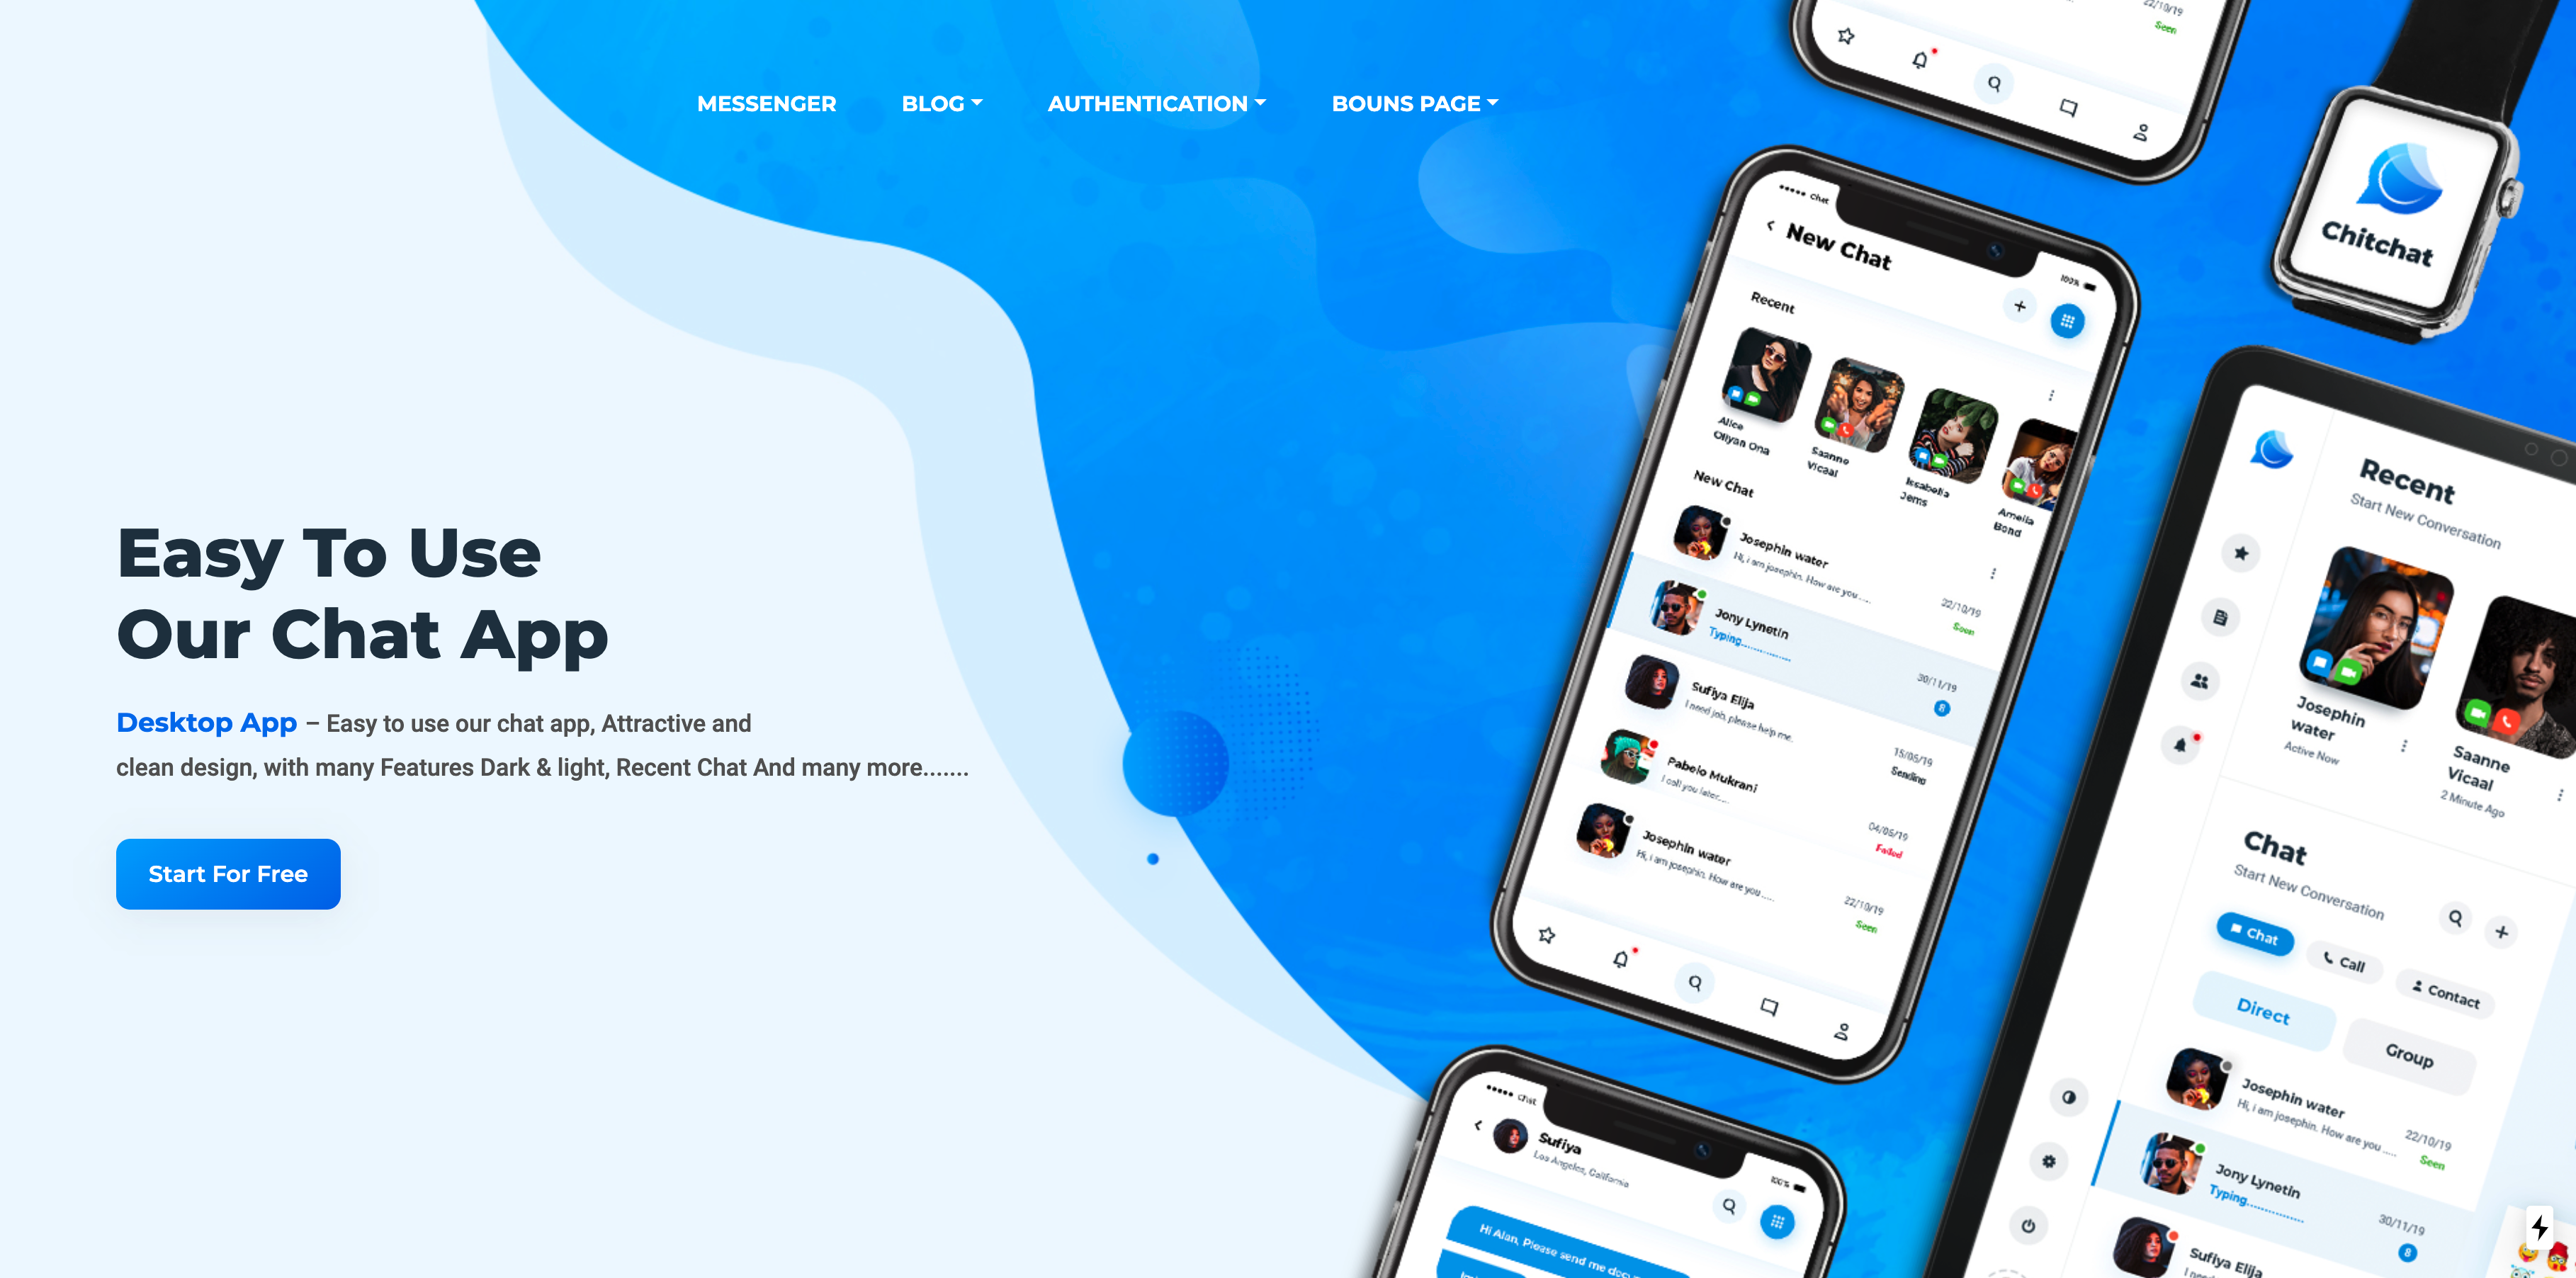 MESSENGER
BLOG
AUTHENTICATION
BOUNS PAGE
Easy To Use
Our Chat App
Desktop App – Easy to use our chat app, Attractive and
clean design, with many Features Dark & light, Recent Chat And many more.......
Start For Free
22/10/19
Seen
Chitchat
Chat
100%
New Chat
Recent
Alice
Oliyan Ona
Saanne
Vicaal
Issabella
Jems
Amelia
Bond
New Chat
Josephin water
Hi, i am josephin. How are you.....
22/10/19
Seen
Jony Lynetin
Typing................
30/11/19
8
Sufiya Elija
I need job, please help me.
15/06/19
Sending
Pabelo Mukrani
I call you later....
04/06/19
Failed
Josephin water
Hi, i am josephin. How are you.....
22/10/19
Seen
Chat
100%
Sufiya
Los Angeles, California
Hi Alan, Please send me docu
Recent
Start New Conversation
Josephin
water
Active Now
Saanne
Vicaal
2 Minute Ago
Chat
Start New Conversation
Chat
Call
Contact
Direct
Group
Josephin water
Hi, i am josephin. How are you.....
22/10/19
Seen
Jony Lynetin
Typing................
30/11/19
8
Sufiya Elija
I need